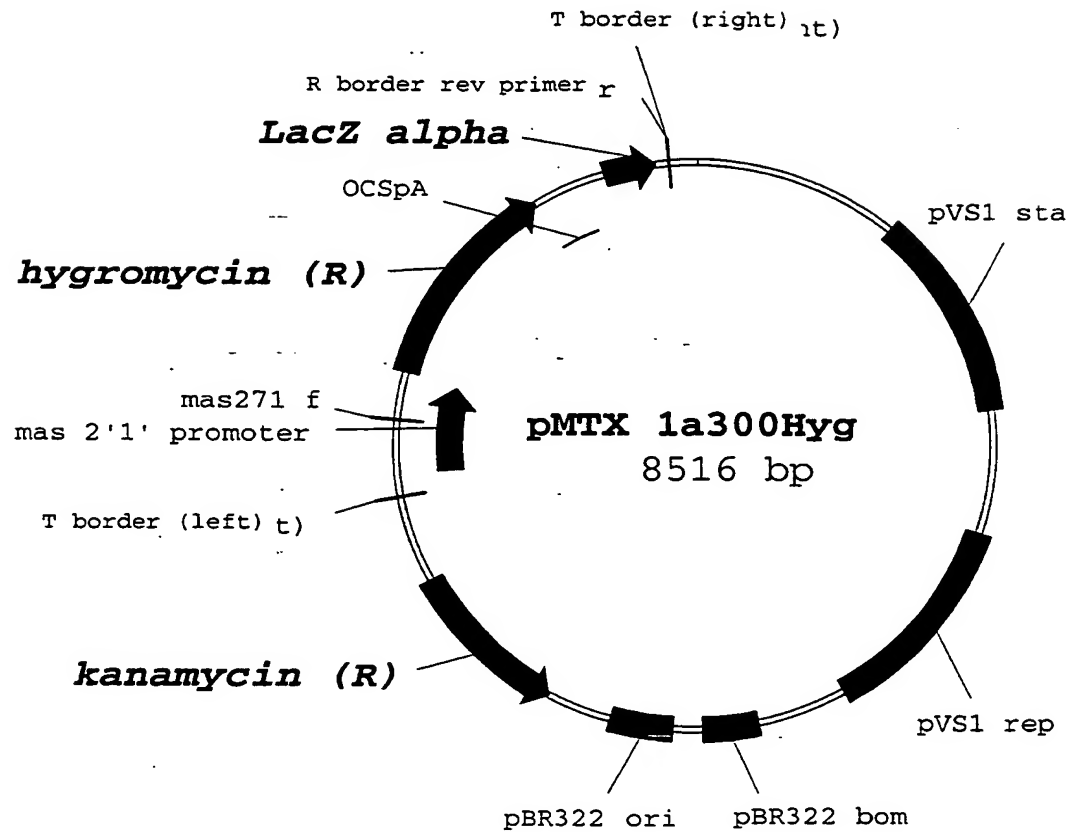 T border (right) ıt)
R border rev primer r
LacZ alpha
OCSpA
pVS1 sta
hygromycin (R)
mas271 f
mas 2'1' promoter
pMTX 1a300Hyg
8516 bp
T border (left) t)
kanamycin (R)
pVS1 rep
pBR322 ori
pBR322 bom